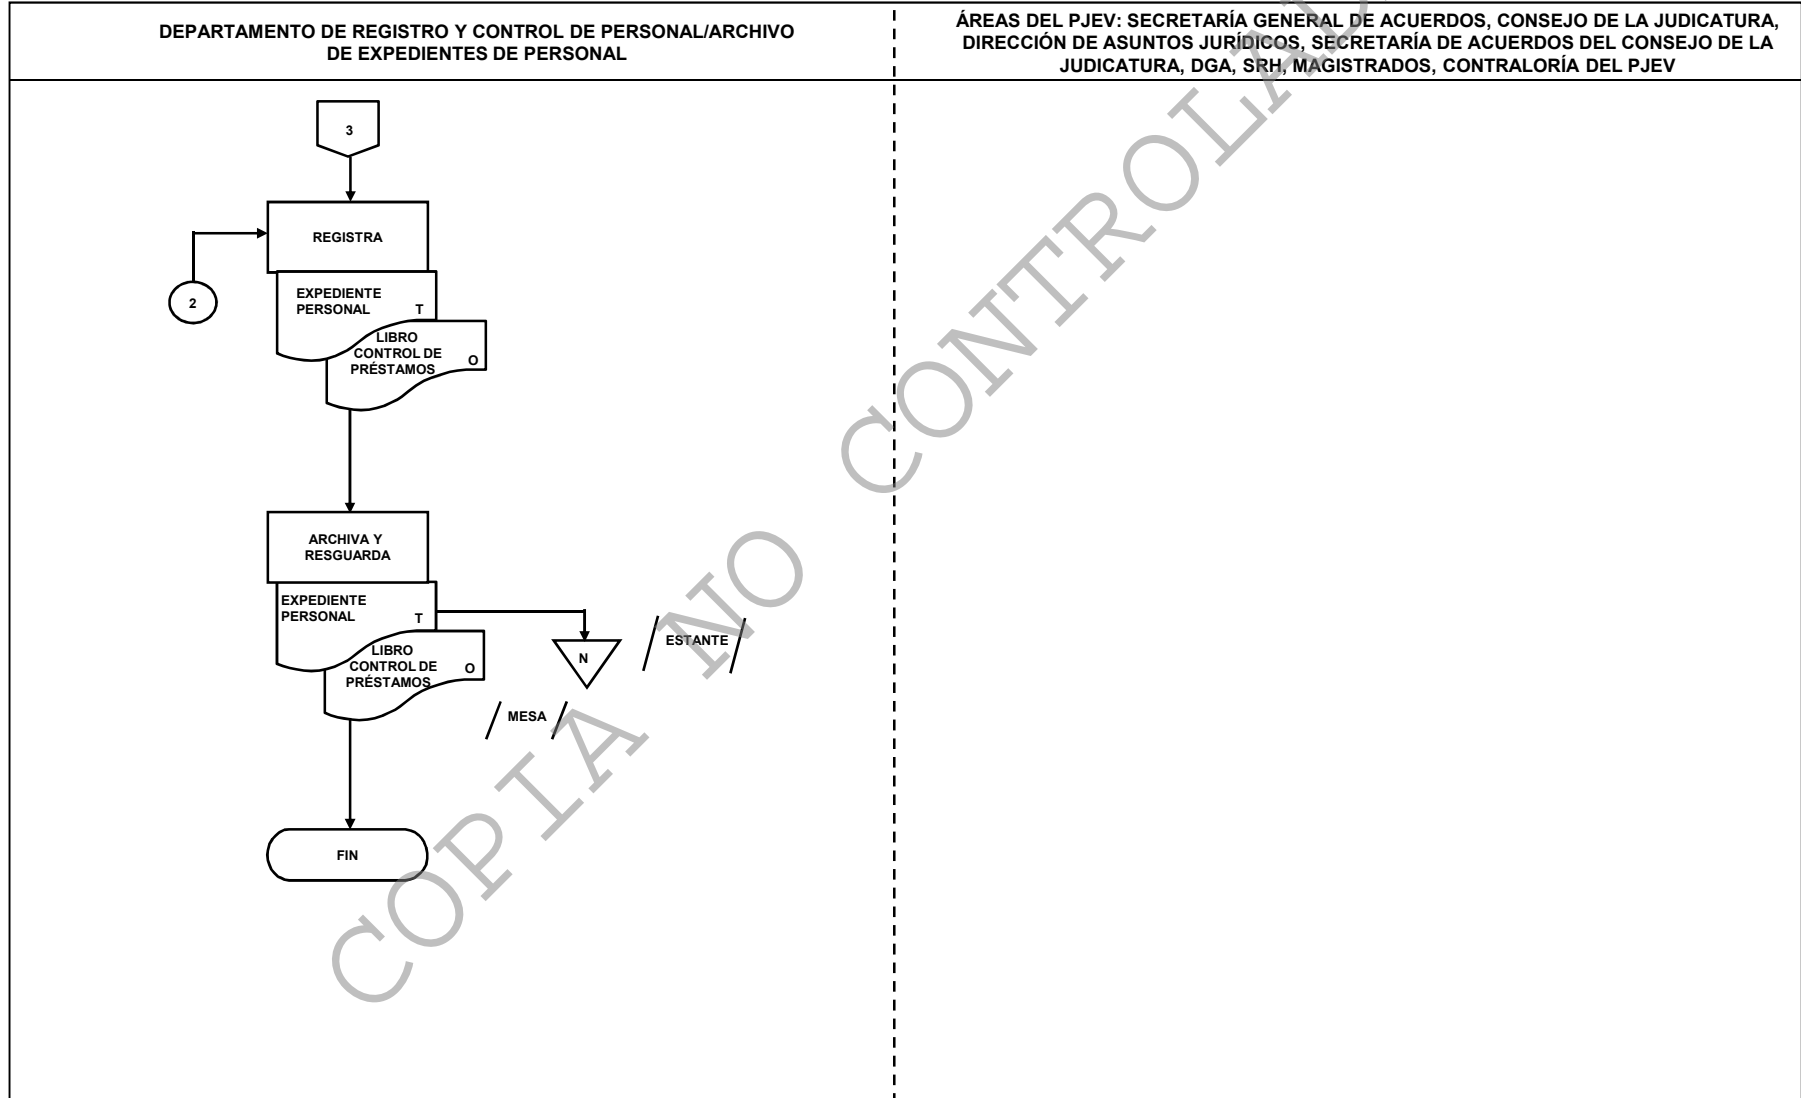 DEPARTAMENTO DE REGISTRO Y CONTROL DE PERSONAL/ARCHIVO
DE EXPEDIENTES DE PERSONAL
ÁREAS DEL PJEV: SECRETARÍA GENERAL DE ACUERDOS, CONSEJO DE LA JUDICATURA,
DIRECCIÓN DE ASUNTOS JURÍDICOS, SECRETARÍA DE ACUERDOS DEL CONSEJO DE LA
JUDICATURA, DGA, SRH, MAGISTRADOS, CONTRALORÍA DEL PJEV
3
REGISTRA
2
EXPEDIENTE
PERSONAL
T
LIBRO
CONTROL DE
PRÉSTAMOS
O
ARCHIVA Y
RESGUARDA
EXPEDIENTE
PERSONAL
T
LIBRO
CONTROL DE
PRÉSTAMOS
O
N
ESTANTE
MESA
FIN
COPIA NO CONTROLAD